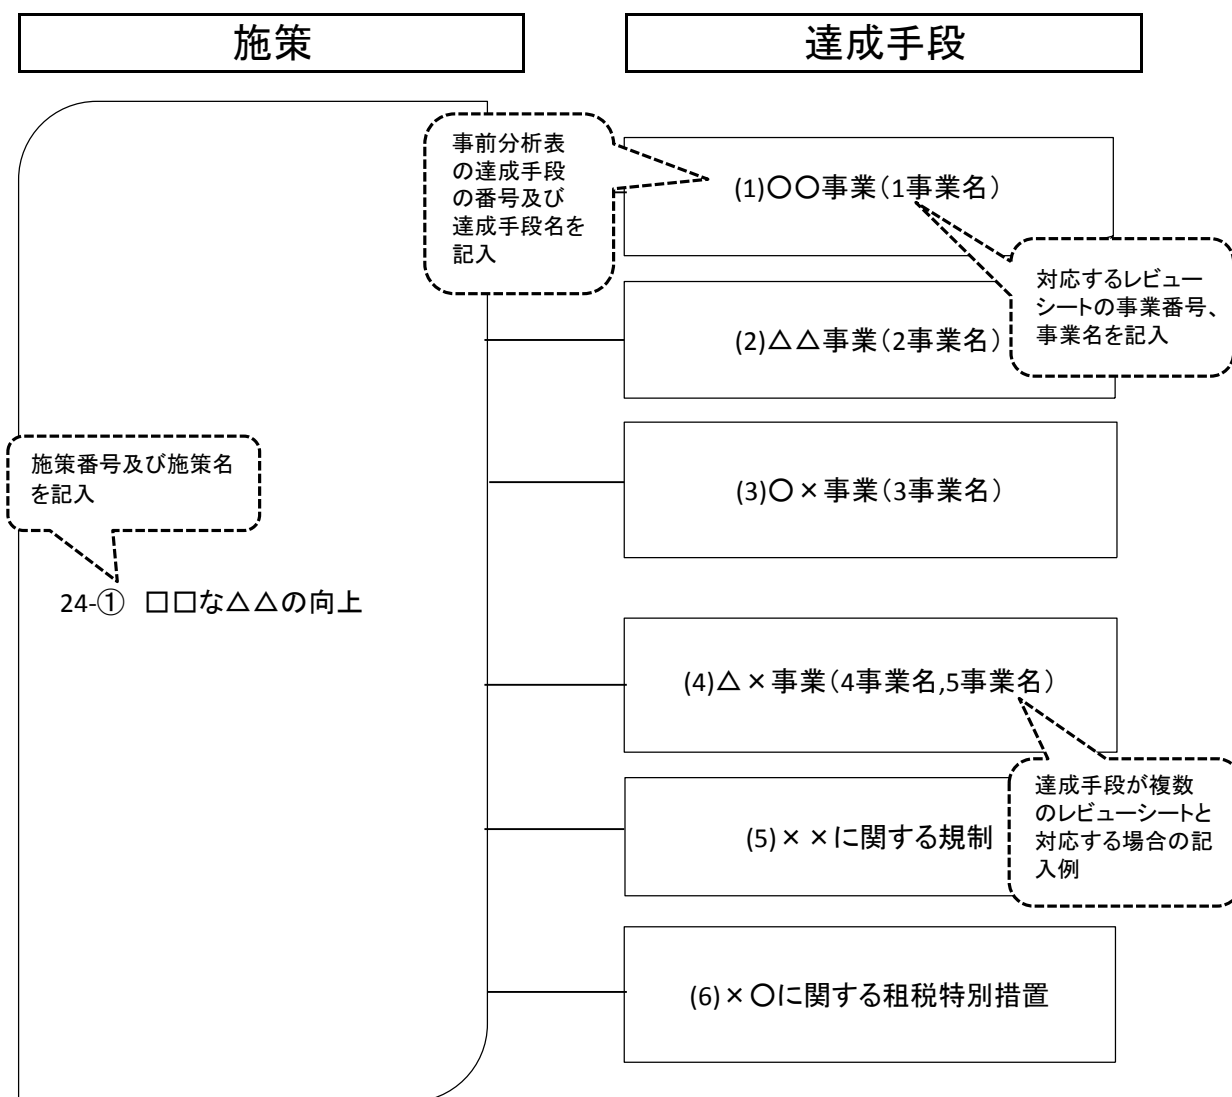 施策
達成手段
事前分析表
の達成手段
の番号及び
達成手段名を
記入
(1)〇〇事業(1事業名)
対応するレビュー
シートの事業番号、
事業名を記入
(2)△△事業(2事業名)
施策番号及び施策名
を記入
(3)〇×事業(3事業名)
24-① □□な△△の向上
(4)△×事業(4事業名,5事業名)
達成手段が複数
のレビューシートと
対応する場合の記
入例
(5)××に関する規制
(6)×〇に関する租税特別措置